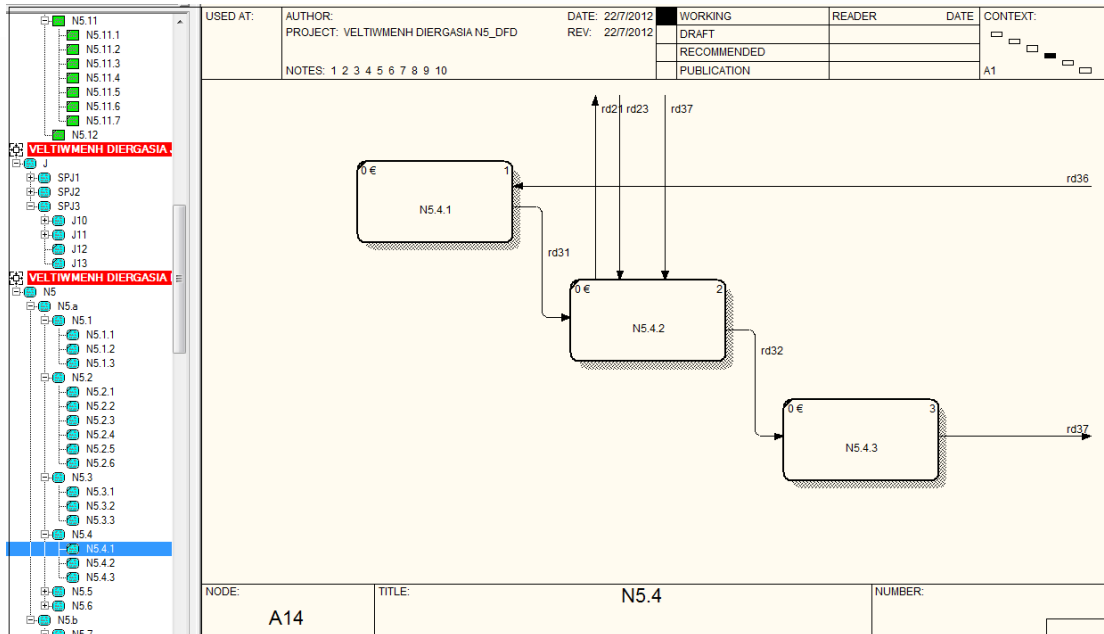 N5.11
N5.11.1
N5.11.2
N5.11.3
N5.11.4
N5.11.5
N5.11.6
N5.11.7
N5.12
VELTIWMENH DIERGASIA
J
SPJ1
SPJ2
SPJ3
J10
J11
J12
J13
VELTIWMENH DIERGASIA
N5
N5.a
N5.1
N5.1.1
N5.1.2
N5.1.3
N5.2
N5.2.1
N5.2.2
N5.2.3
N5.2.4
N5.2.5
N5.2.6
N5.3
N5.3.1
N5.3.2
N5.3.3
N5.4
N5.4.1
N5.4.2
N5.4.3
N5.5
N5.6
N5.b
N5.7
USED AT:
AUTHOR:
PROJECT: VELTIWMENH DIERGASIA N5_DFD
NOTES: 1 2 3 4 5 6 7 8 9 10
DATE: 22/7/2012
REV: 22/7/2012
WORKING
DRAFT
RECOMMENDED
PUBLICATION
READER DATE
CONTEXT:
A1
rd21 rd23 rd37
0 € 1
N5.4.1
rd36
rd31
0 € 2
N5.4.2
rd32
0 € 3
N5.4.3
rd37
NODE:
A14
TITLE:
N5.4
NUMBER: